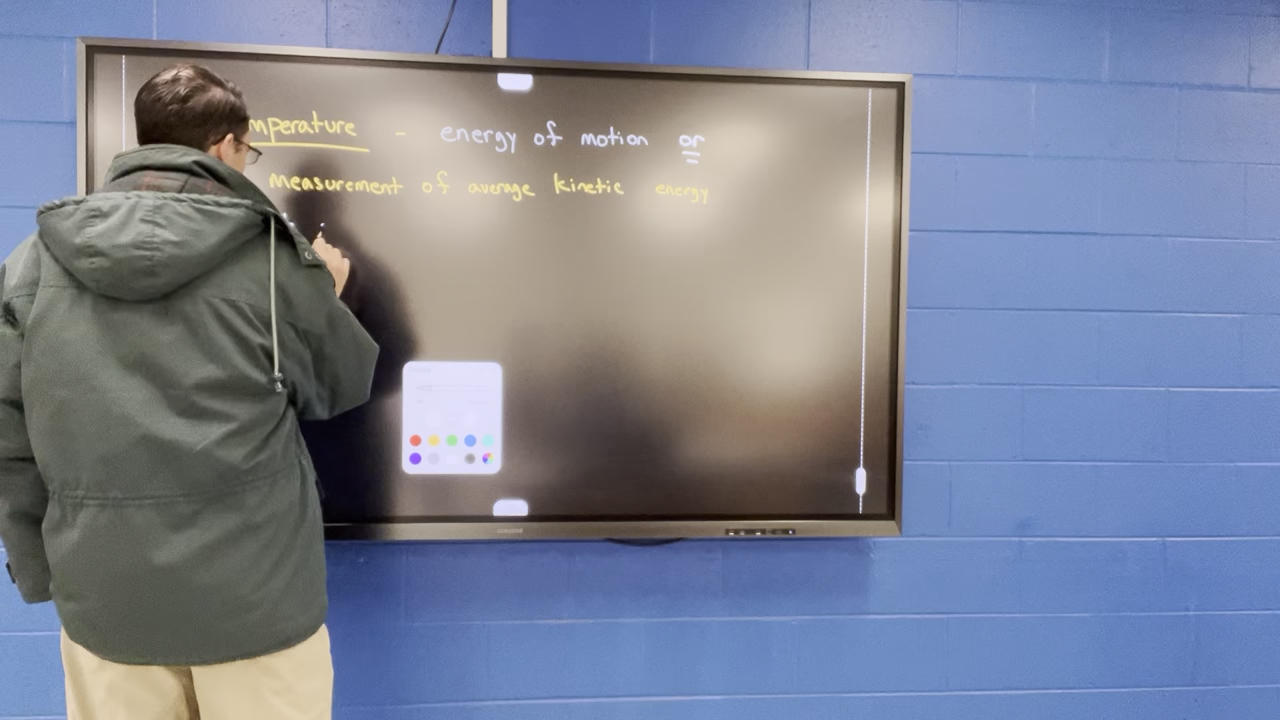 mperature - energy of motion or
measurement of average kinetic energy